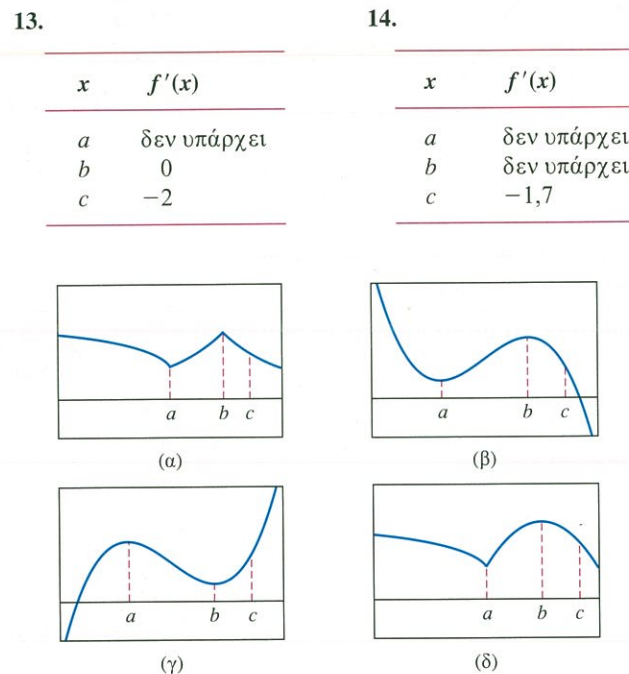 13.
x f′(x)
a δεν υπάρχει
b 0
c −2
14.
x f′(x)
a δεν υπάρχει
b δεν υπάρχει
c −1,7
a b c
(α)
a b c
(β)
a b c
(γ)
a b c
(δ)